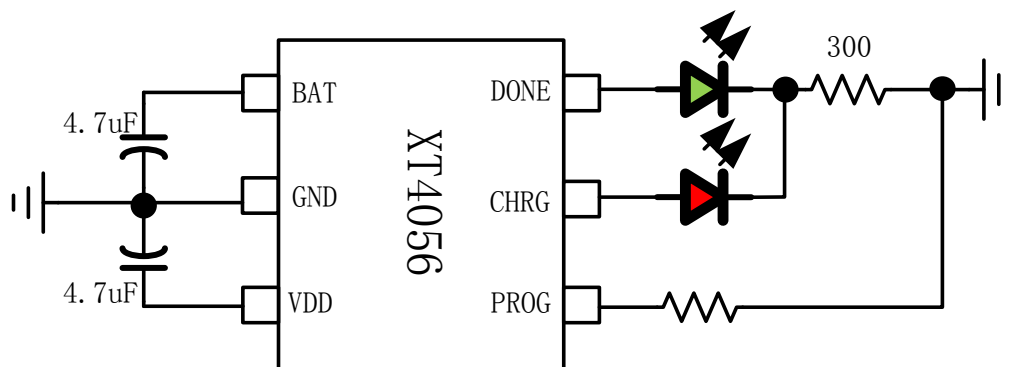 300
BAT
DONE
4.7uF
GND
CHRG
XT4056
4.7uF
VDD
PROG